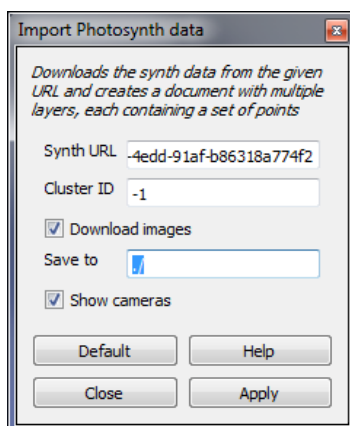 Import Photosynth data
Downloads the synth data from the given
URL and creates a document with multiple
layers, each containing a set of points
Synth URL -4edd-91af-b86318a774f2
Cluster ID -1
Download images
Save to ./
Show cameras
Default Help
Close Apply